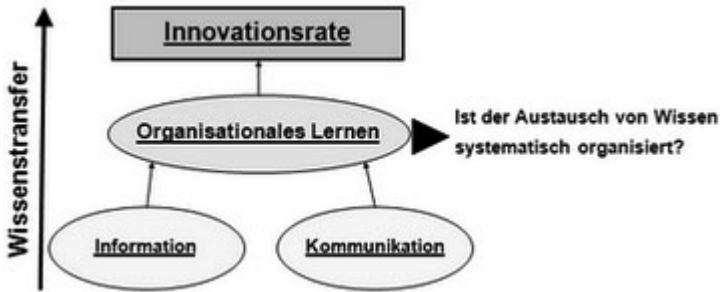 Innovationsrate
Wissenstransfer
Organisationales Lernen
Ist der Austausch von Wissen
systematisch organisiert?
Information
Kommunikation